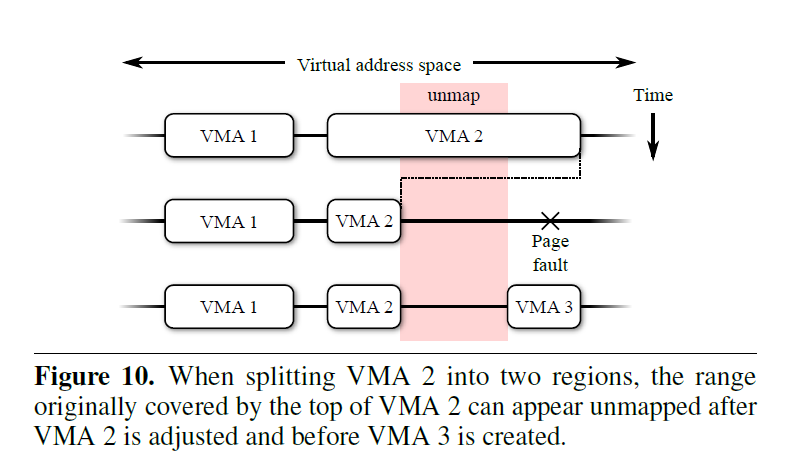 Virtual address space
unmap
Time
VMA 1
VMA 2
VMA 1
VMA 2
Page
fault
VMA 1
VMA 2
VMA 3
Figure 10. When splitting VMA 2 into two regions, the range
originally covered by the top of VMA 2 can appear unmapped after
VMA 2 is adjusted and before VMA 3 is created.